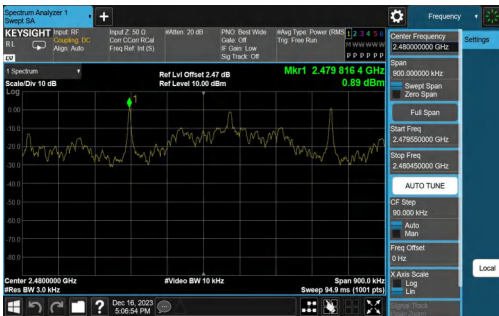 Spectrum Analyzer 1
Swept SA
Frequency
KEYSIGHT
RL
Input: RF
Coupling: DC
Align: Auto
Input Z: 50 Ω
Corr CCorr RCal
Freq Ref: Int (S)
#Atten: 20 dB
PNO: Best Wide
Gate: Off
IF Gain: Low
Sig Track: Off
#Avg Type: Power (RMS
Trig: Free Run
1 2 3 4 5 6
M W W W W W
P P P P P P
1 Spectrum
Scale/Div 10 dB
Ref Lvl Offset 2.47 dB
Ref Level 10.00 dBm
Mkr1 2.479 816 4 GHz
0.89 dBm
Log
1
0.00
-10.0
-20.0
-30.0
-40.0
-50.0
-60.0
-70.0
-80.0
Center 2.4800000 GHz
#Res BW 3.0 kHz
#Video BW 10 kHz
Span 900.0 kHz
Sweep 94.9 ms (1001 pts)
Dec 16, 2023
5:06:54 PM
Center Frequency
2.480000000 GHz
Span
900.000000 kHz
Swept Span
Zero Span
Full Span
Start Freq
2.479550000 GHz
Stop Freq
2.480450000 GHz
AUTO TUNE
CF Step
90.000 kHz
Auto
Man
Freq Offset
0 Hz
X Axis Scale
Log
Lin
Signal Track
Settings
Local